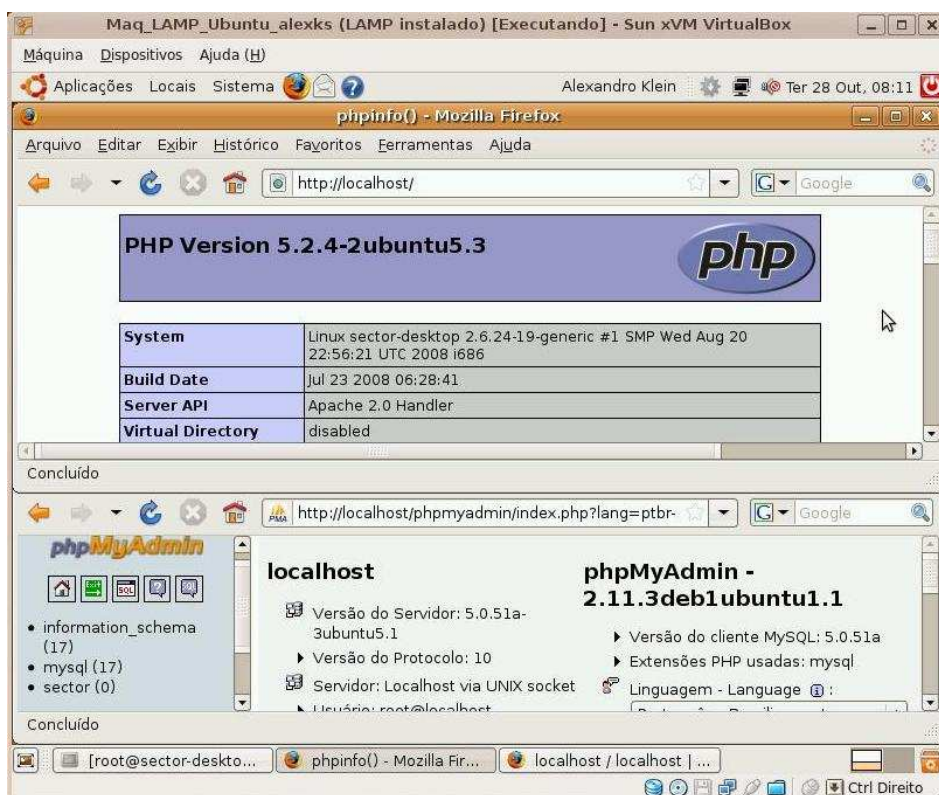 Maq_LAMP_Ubuntu_alexks (LAMP instalado) [Executando] - Sun xVM VirtualBox
Máquina Dispositivos Ajuda (H)
Aplicações Locais Sistema Alexandro Klein Ter 28 Out, 08:11
phpinfo() - Mozilla Firefox
Arquivo Editar Exibir Histórico Favoritos Ferramentas Ajuda
http://localhost/ G Google
PHP Version 5.2.4-2ubuntu5.3 php
System Linux sector-desktop 2.6.24-19-generic #1 SMP Wed Aug 20
22:56:21 UTC 2008 i686
Build Date Jul 23 2008 06:28:41
Server API Apache 2.0 Handler
Virtual Directory disabled
Concluído
PMA http://localhost/phpmyadmin/index.php?lang=ptbr- G Google
phpMyAdmin
SQL
information_schema
(17)
mysql (17)
sector (0)
localhost
Versão do Servidor: 5.0.51a-
3ubuntu5.1
Versão do Protocolo: 10
Servidor: Localhost via UNIX socket
Usuário: root@localhost
phpMyAdmin -
2.11.3deb1ubuntu1.1
Versão do cliente MySQL: 5.0.51a
Extensões PHP usadas: mysql
Linguagem - Language :
Concluído
[root@sector-deskto... phpinfo() - Mozilla Fir... localhost / localhost | ...
Ctrl Direito